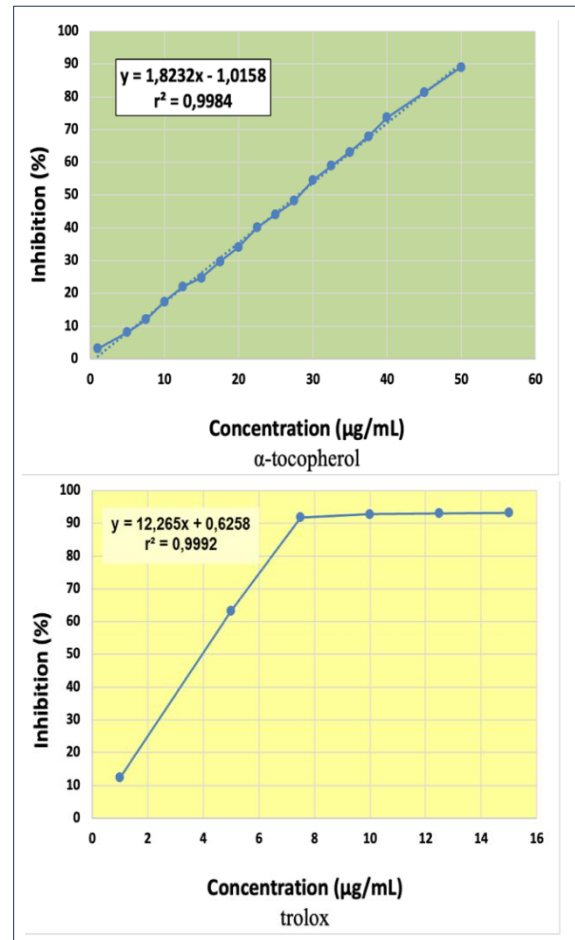 100
90
80
70
60
50
40
30
20
10
0
y = 1,8232x - 1,0158
r² = 0,9984
Inhibition (%)
0 10 20 30 40 50 60
Concentration (µg/mL)
α-tocopherol
100
90
80
70
60
50
40
30
20
10
0
y = 12,265x + 0,6258
r² = 0,9992
Inhibition (%)
0 2 4 6 8 10 12 14 16
Concentration (µg/mL)
trolox